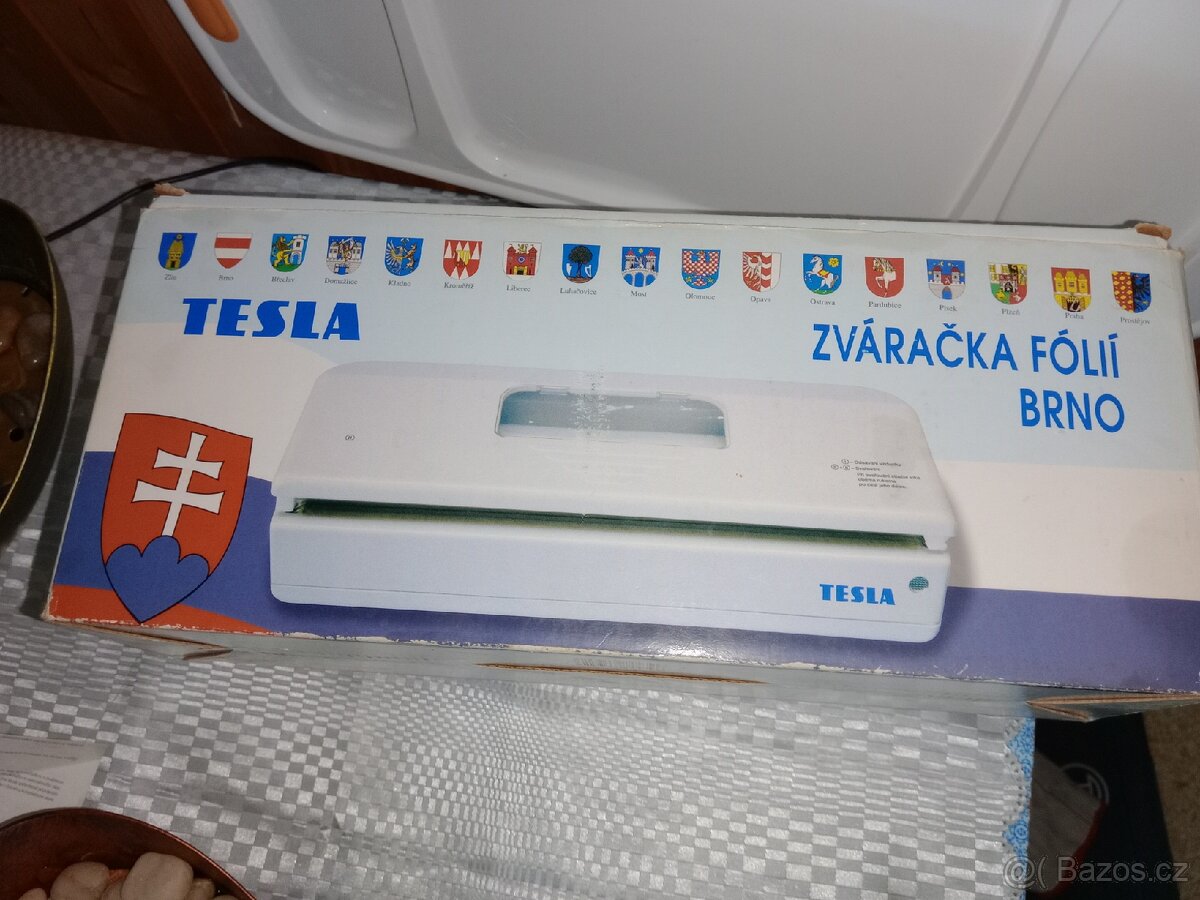 Zlín Brno Břeclav Domažlice Kladno Kroměříž Liberec Luhačovice Most Olomouc Opava Ostrava Pardubice Písek Plzeň Praha Prostějov
TESLA
ZVÁRAČKA FÓLIÍ
BRNO
TESLA
@( Bazos.cz